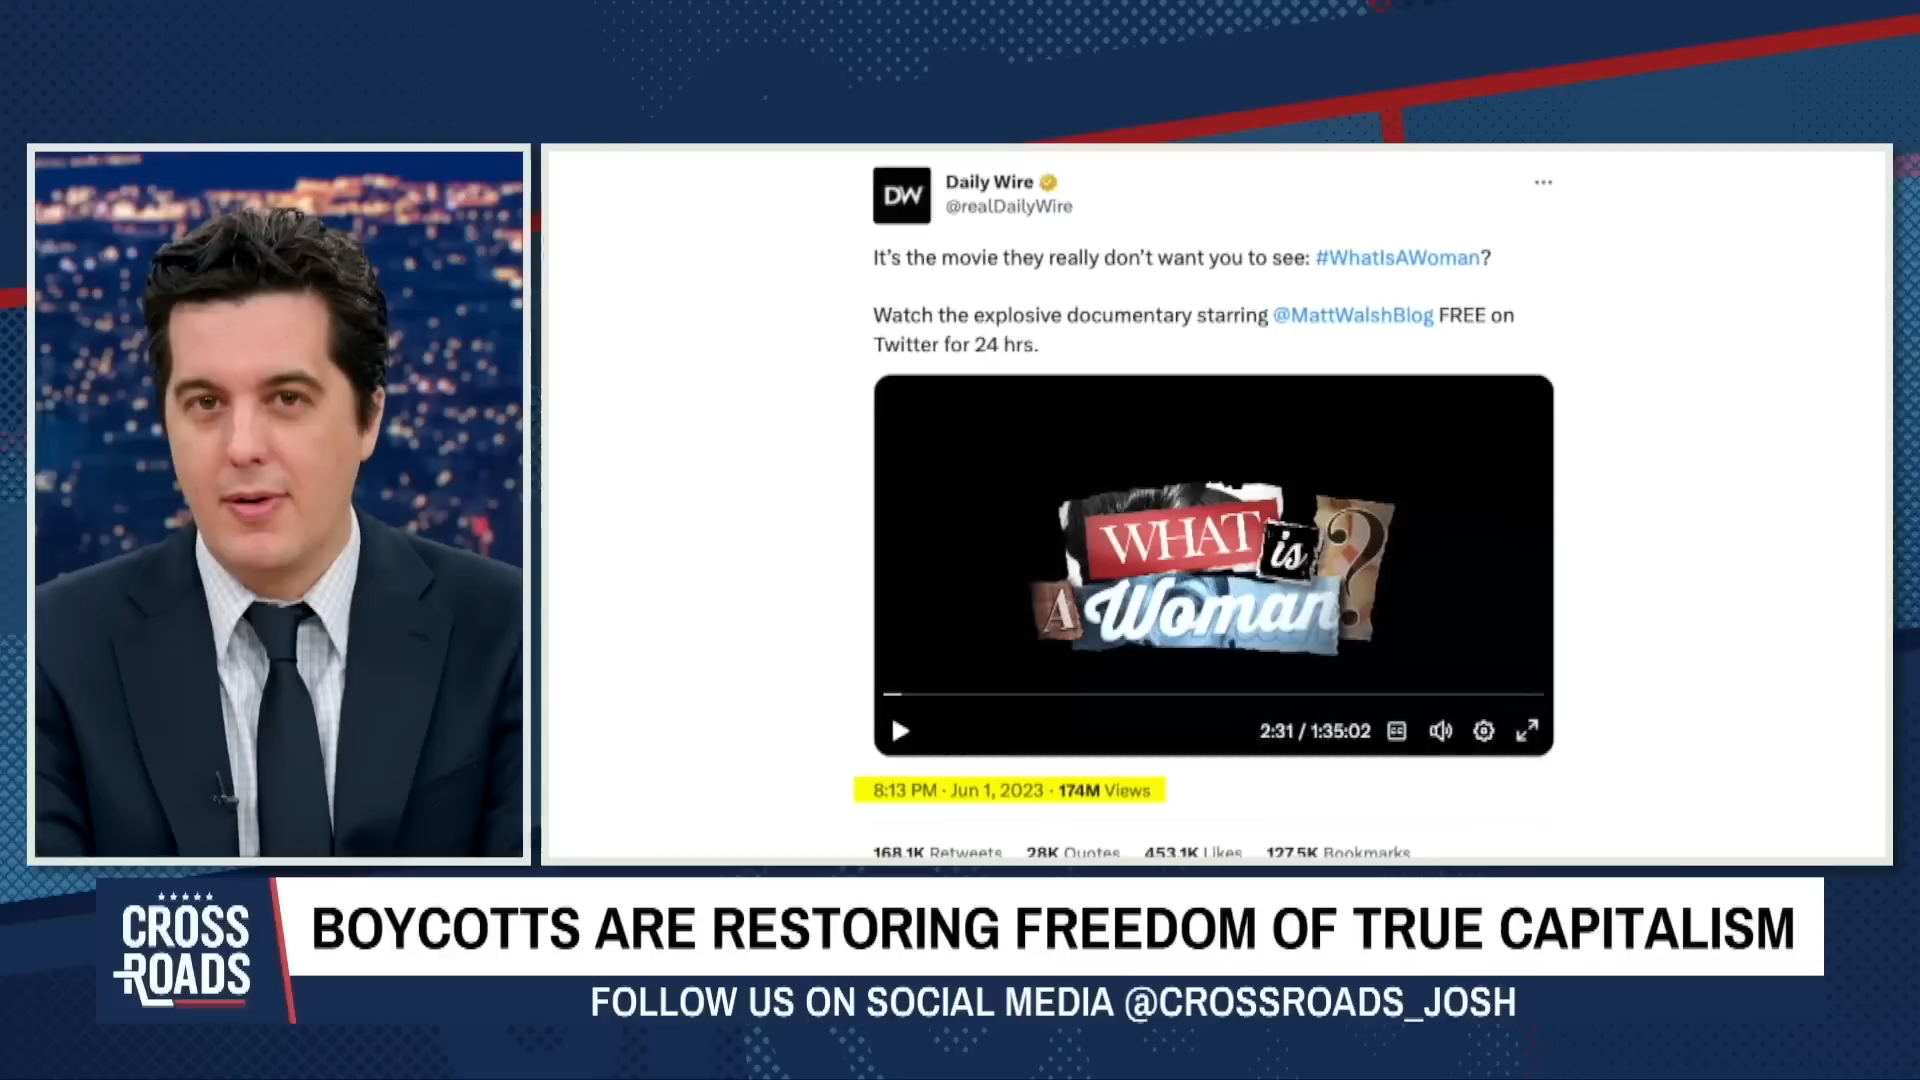 DW
Daily Wire
@realDailyWire
It's the movie they really don't want you to see: #WhatIsAWoman?
Watch the explosive documentary starring @MattWalshBlog FREE on
Twitter for 24 hrs.
WHAT is
A Woman?
2:31 / 1:35:02 CC
8:13 PM · Jun 1, 2023 · 174M Views
168.1K Retweets 28K Quotes 453.1K Likes 127.5K Bookmarks
CROSS
ROADS
BOYCOTTS ARE RESTORING FREEDOM OF TRUE CAPITALISM
FOLLOW US ON SOCIAL MEDIA @CROSSROADS_JOSH